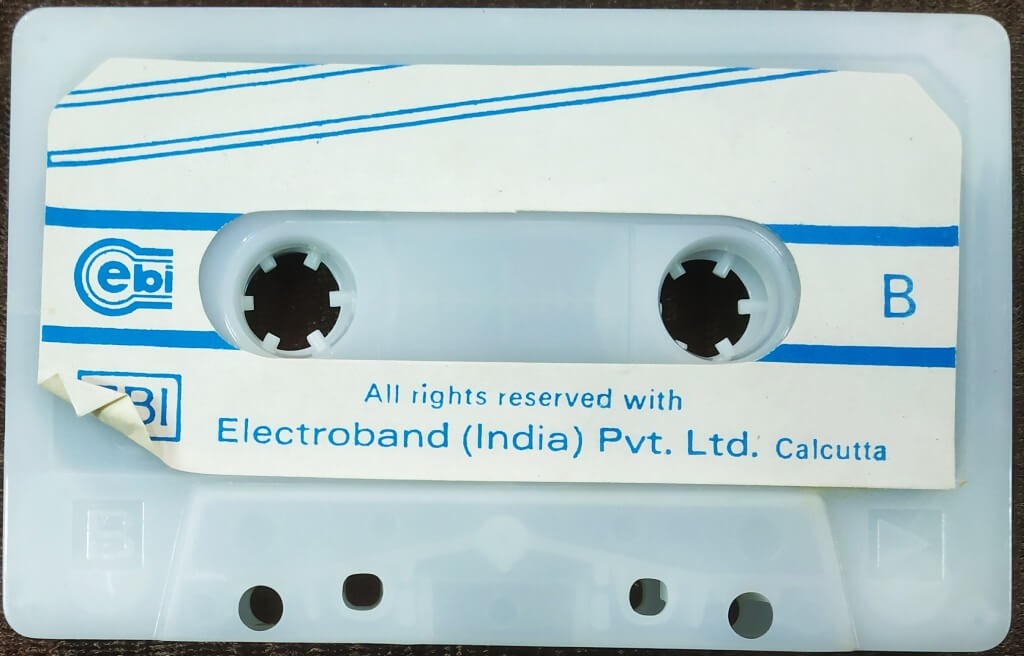 ebi
B
EBI
All rights reserved with
Electroband (India) Pvt. Ltd. Calcutta
B